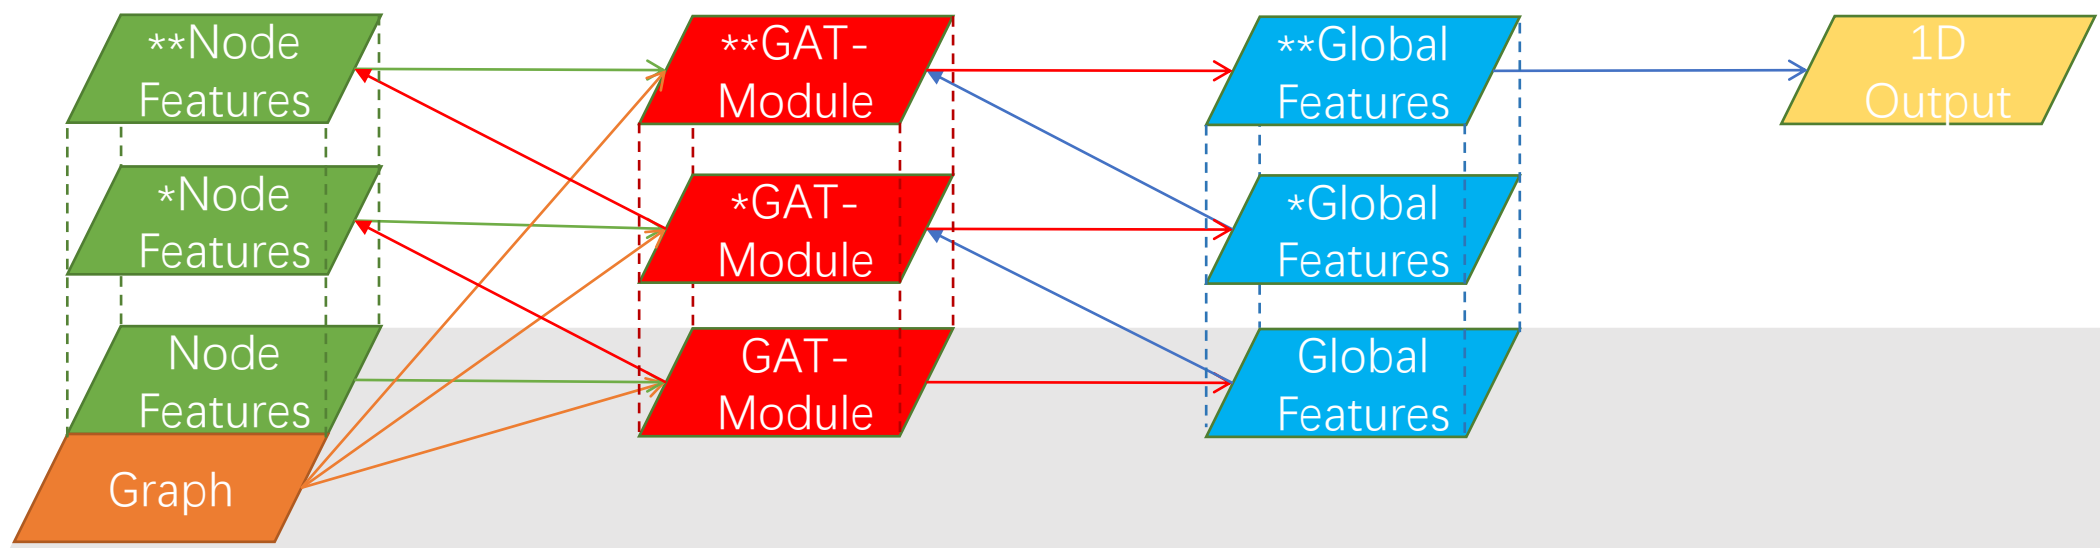 **Node
Features
**GAT-
Module
**Global
Features
1D
Output
*Node
Features
*GAT-
Module
*Global
Features
Node
Features
GAT-
Module
Global
Features
Graph